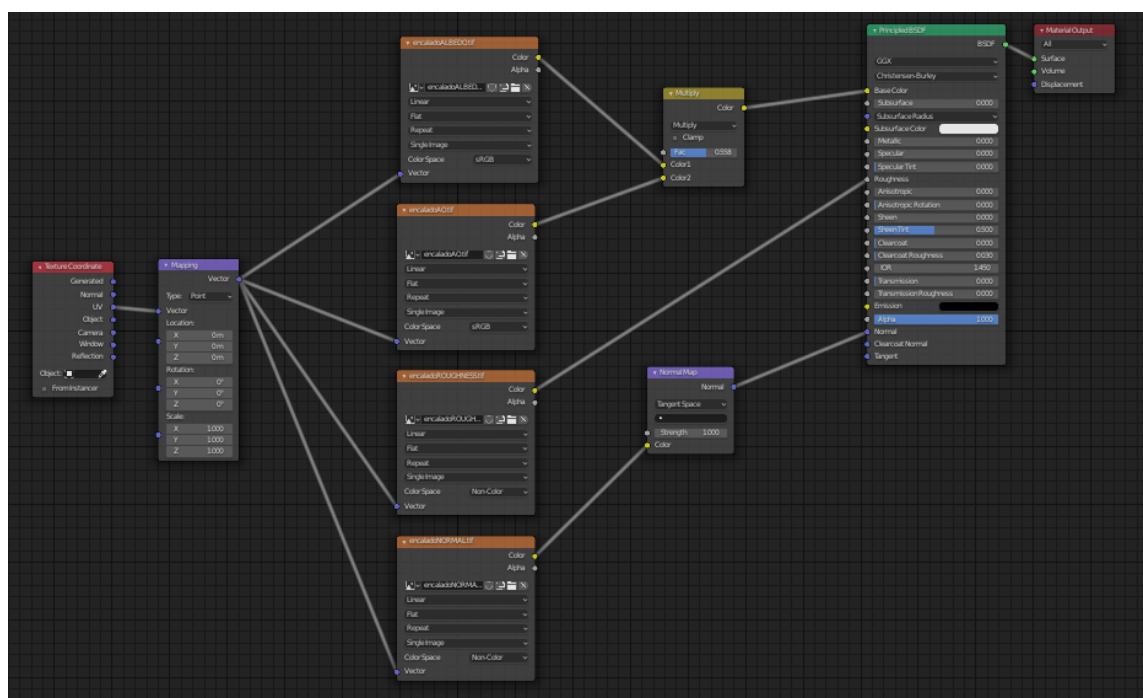 Texture Coordinate
Generated
Normal
UV
Object
Camera
Window
Reflection
Object:
From Instancer
Mapping
Vector
Type: Point
Vector
Location:
X 0 m
Y 0 m
Z 0 m
Rotation:
X 0°
Y 0°
Z 0°
Scale:
X 1.000
Y 1.000
Z 1.000
encaladoALBEDO.tif
Color
Alpha
encaladoALBED...
Linear
Flat
Repeat
Single Image
Color Space sRGB
Vector
encaladoAO.tif
Color
Alpha
encaladoAO.tif
Linear
Flat
Repeat
Single Image
Color Space sRGB
Vector
encaladoROUGHNESS.tif
Color
Alpha
encaladoROUGH...
Linear
Flat
Repeat
Single Image
Color Space Non-Color
Vector
encaladoNORMAL.tif
Color
Alpha
encaladoNORMA...
Linear
Flat
Repeat
Single Image
Color Space Non-Color
Vector
Multiply
Color
Multiply
Clamp
Fac 0.558
Color1
Color2
Normal Map
Normal
Tangent Space
Strength 1.000
Color
Principled BSDF
BSDF
GGX
Christensen-Burley
Base Color
Subsurface 0.000
Subsurface Radius
Subsurface Color
Metallic 0.000
Specular 0.000
Specular Tint 0.000
Roughness
Anisotropic 0.000
Anisotropic Rotation 0.000
Sheen 0.000
Sheen Tint 0.500
Clearcoat 0.000
Clearcoat Roughness 0.030
IOR 1.450
Transmission 0.000
Transmission Roughness 0.000
Emission
Alpha 1.000
Normal
Clearcoat Normal
Tangent
Material Output
All
Surface
Volume
Displacement